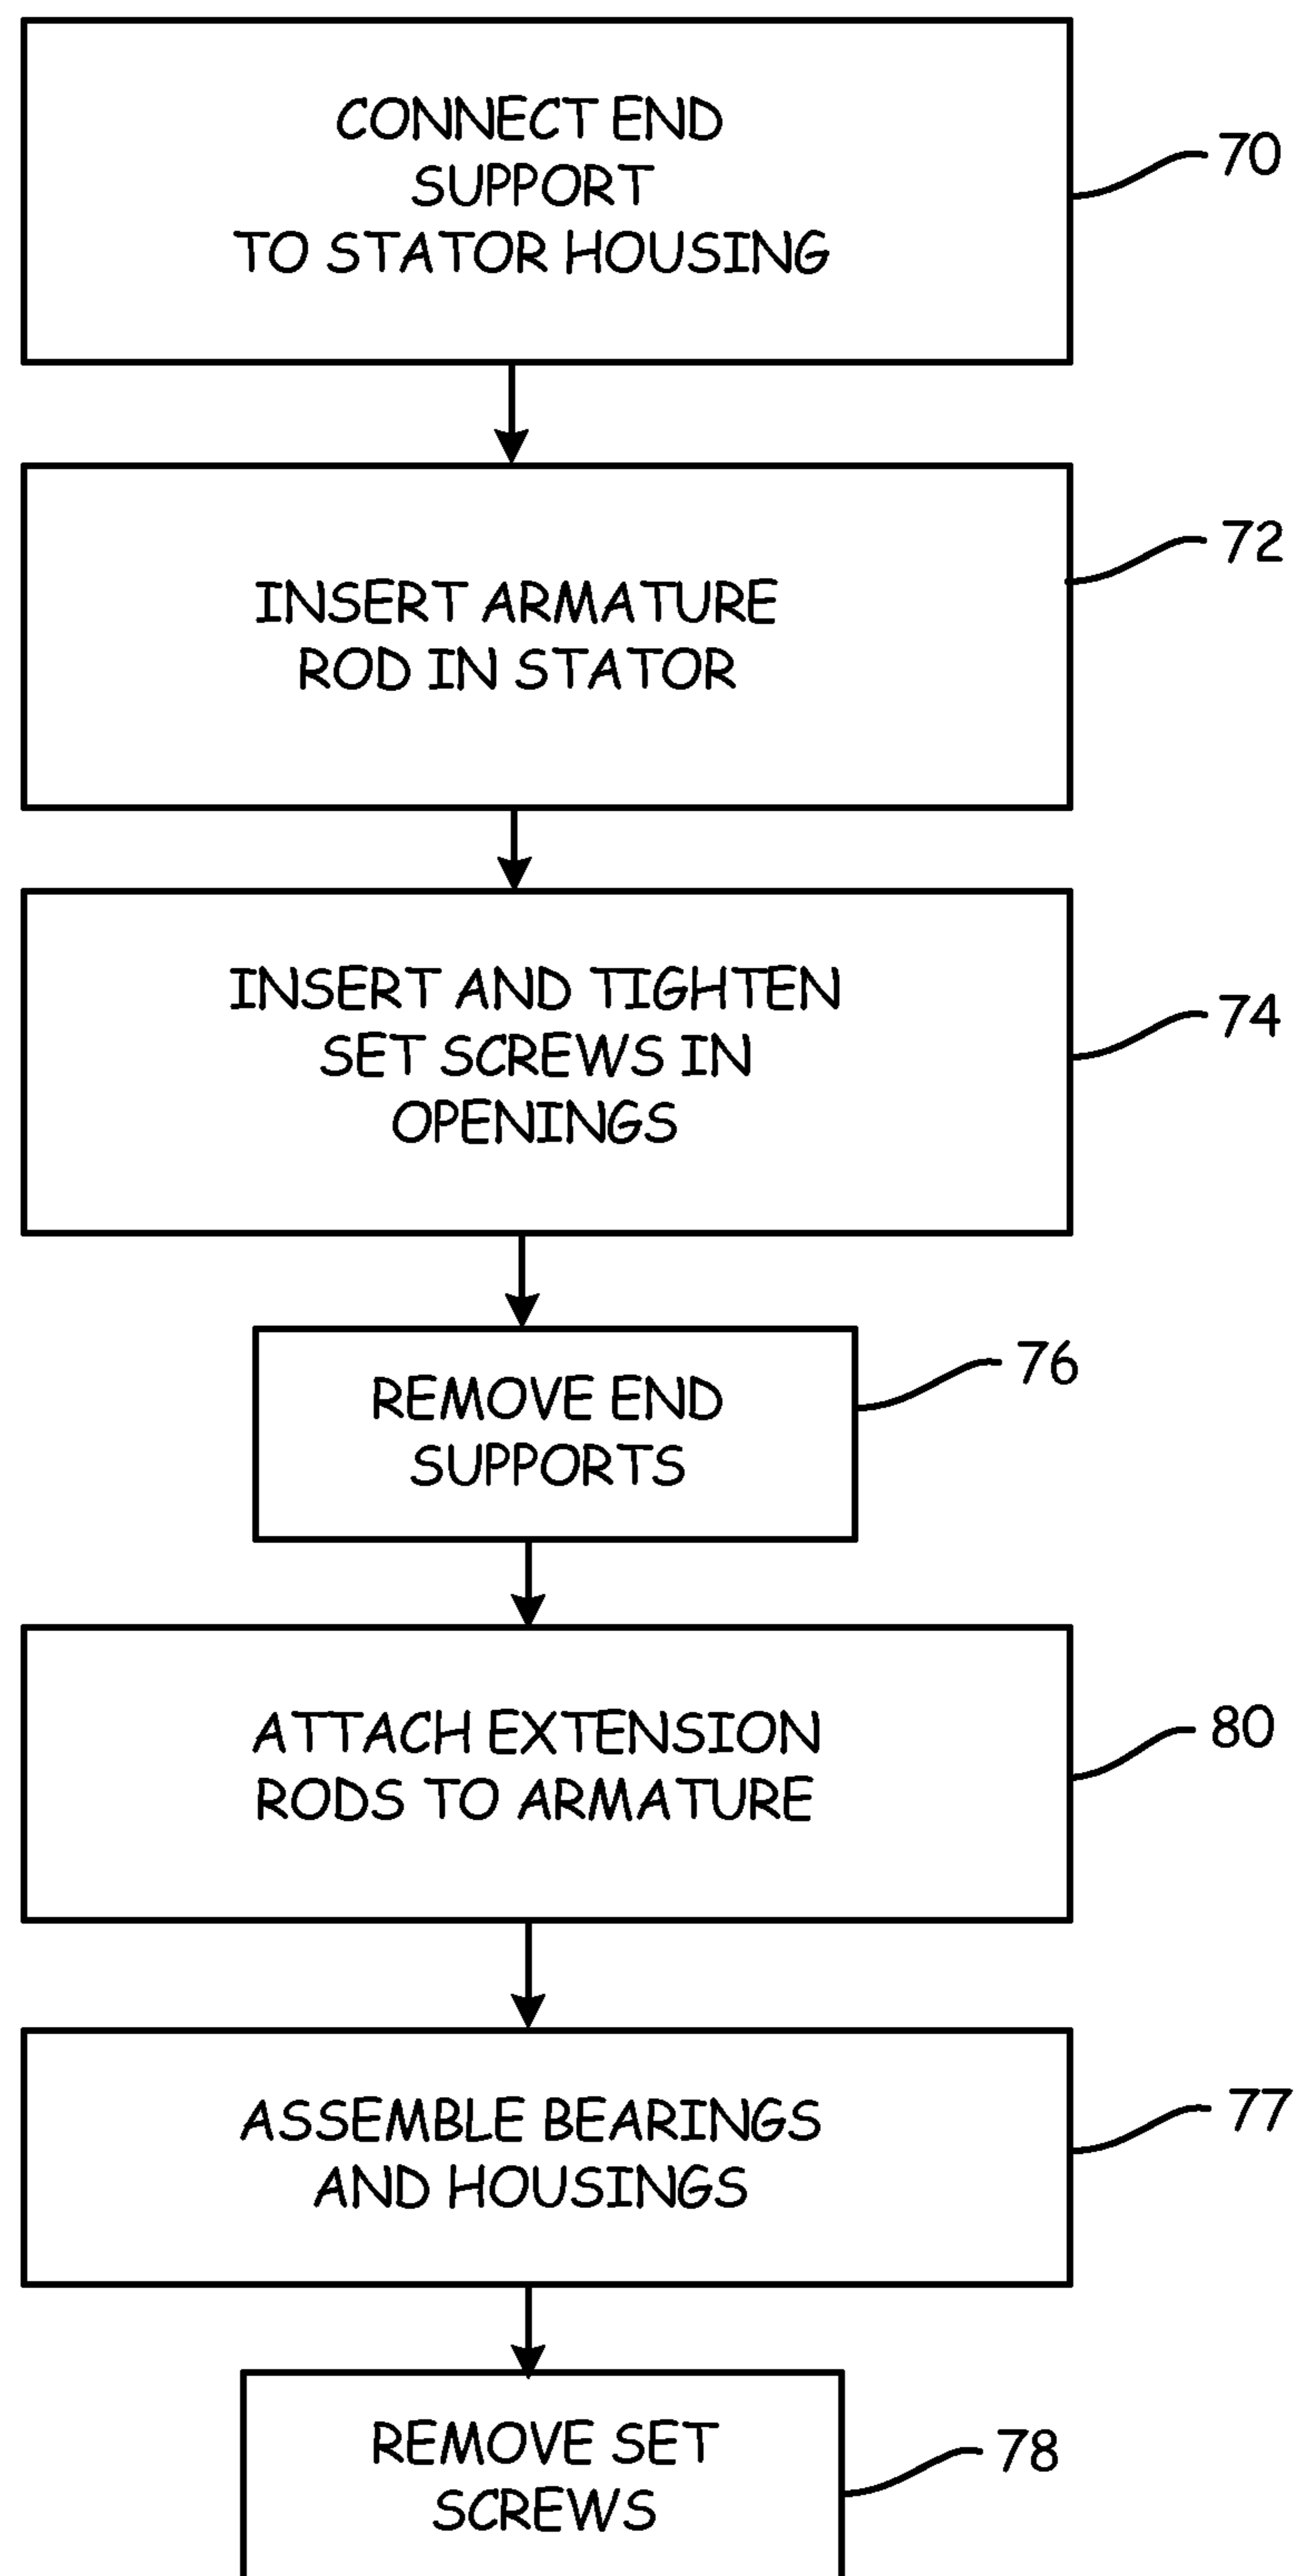 CONNECT END
SUPPORT
TO STATOR HOUSING
70
INSERT ARMATURE
ROD IN STATOR
72
INSERT AND TIGHTEN
SET SCREWS IN
OPENINGS
74
REMOVE END
SUPPORTS
76
ATTACH EXTENSION
RODS TO ARMATURE
80
ASSEMBLE BEARINGS
AND HOUSINGS
77
REMOVE SET
SCREWS
78